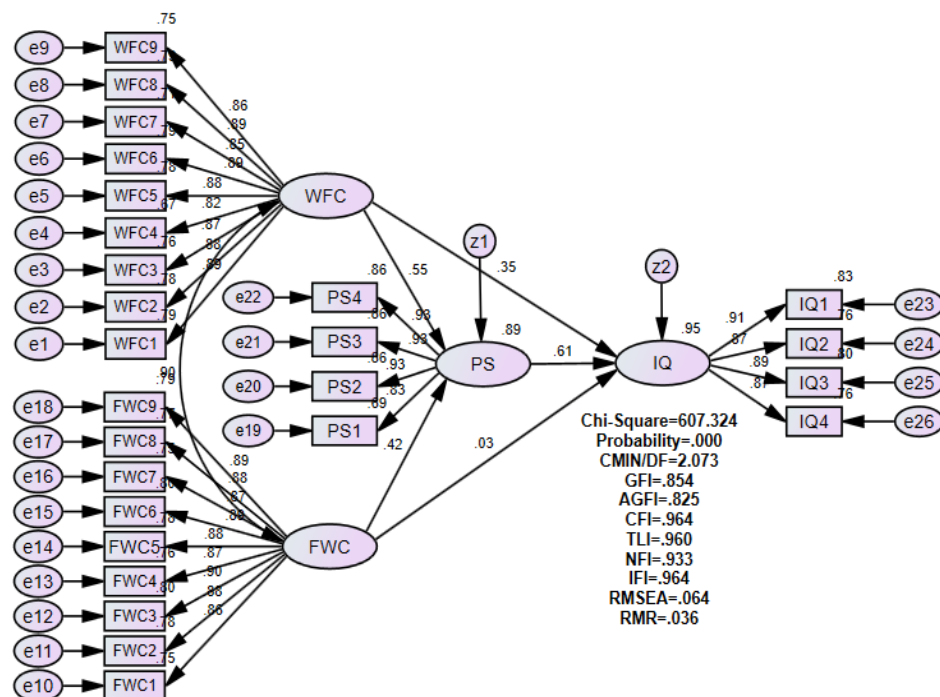 .75
e9 WFC9
e8 WFC8
e7 WFC7
.79
e6 WFC6
.78
e5 WFC5
.67
e4 WFC4
.76
e3 WFC3
.78
e2 WFC2
.79
e1 WFC1
.86
.89
.85
.89
.88
.82
.87
.88
.89
WFC
.90
.79
e18 FWC9
e17 FWC8
e16 FWC7
e15 FWC6
.78
e14 FWC5
.76
e13 FWC4
.80
e12 FWC3
.78
e11 FWC2
.75
e10 FWC1
.89
.88
.87
.88
.87
.90
.88
.86
FWC
.86
e22 PS4
.86
e21 PS3
.86
e20 PS2
.69
e19 PS1
.93
.93
.93
.83
z1
.89
PS
.55
.42
.35
.61
.03
z2
.95
IQ
.91
.87
.89
.87
.83
IQ1 e23
.76
IQ2 e24
.80
IQ3 e25
.76
IQ4 e26
Chi-Square=607.324
Probability=.000
CMIN/DF=2.073
GFI=.854
AGFI=.825
CFI=.964
TLI=.960
NFI=.933
IFI=.964
RMSEA=.064
RMR=.036